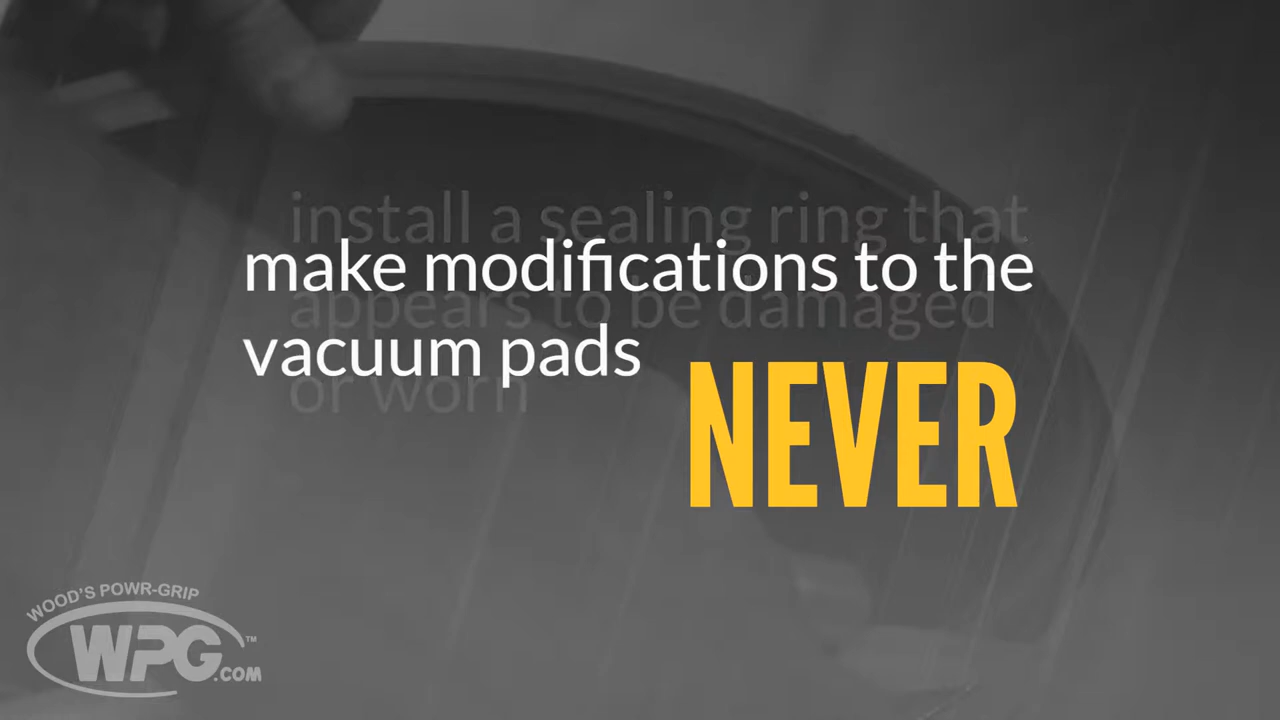 install a sealing ring that
appears to be damaged
or worn
make modifications to the
vacuum pads
NEVER
WOOD'S POWR-GRIP
WPG™
.COM